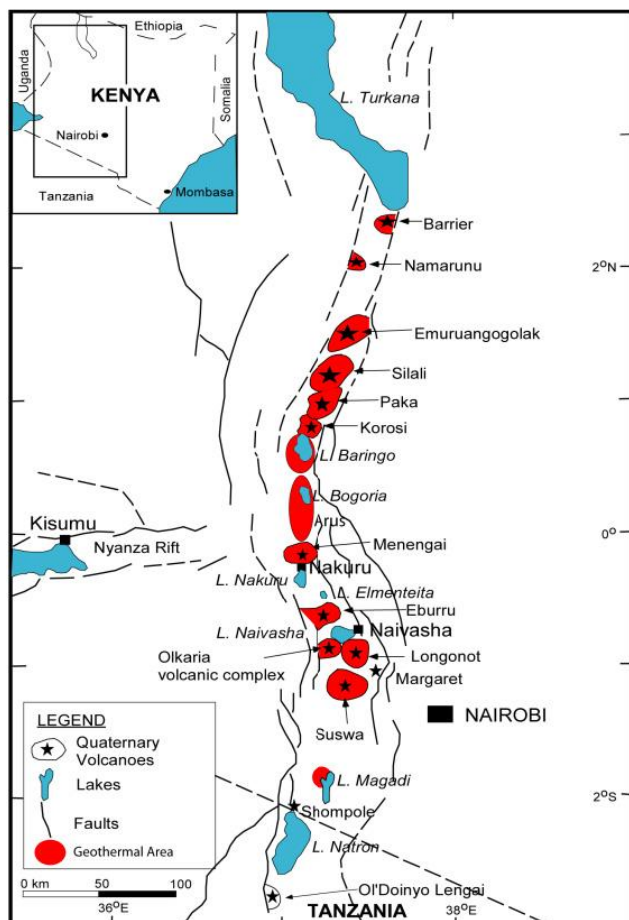 Ethiopia
Uganda
KENYA
Somalia
Nairobi
Tanzania
Mombasa
L. Turkana
Barrier
2°N
Namarunu
Emuruangogolak
Silali
Paka
Korosi
L. Baringo
L. Bogoria
Arus
Kisumu
0°
Nyanza Rift
Menengai
Nakuru
L. Nakuru
L. Elmenteita
Eburru
L. Naivasha
Naivasha
Olkaria
volcanic complex
Longonot
Margaret
NAIROBI
Suswa
LEGEND
Quaternary
Volcanoes
Lakes
Faults
Geothermal Area
L. Magadi
2°S
Shompole
L. Natron
0 km 50 100
Ol'Doinyo Lengai
36°E
TANZANIA
38°E